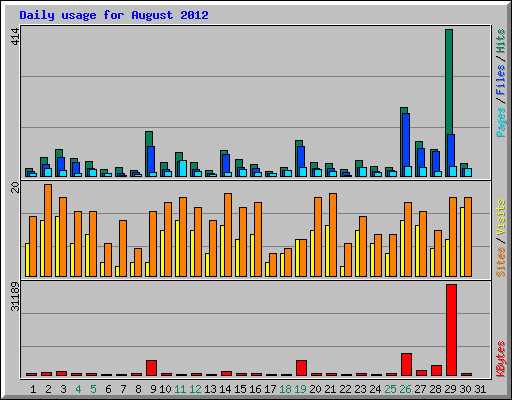 Daily usage for August 2012
414
Pages / Files / Hits
20
Sites / Visits
31189
KBytes
1 2 3 4 5 6 7 8 9 10 11 12 13 14 15 16 17 18 19 20 21 22 23 24 25 26 27 28 29 30 31